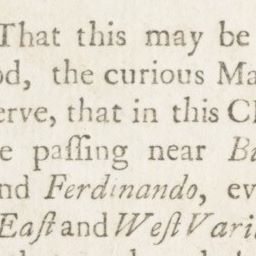 That this may be
od, the curious Ma
erve, that in this Cl
e paſſing near B
nd Ferdinando, ev
Eaſt and Weſt Vari